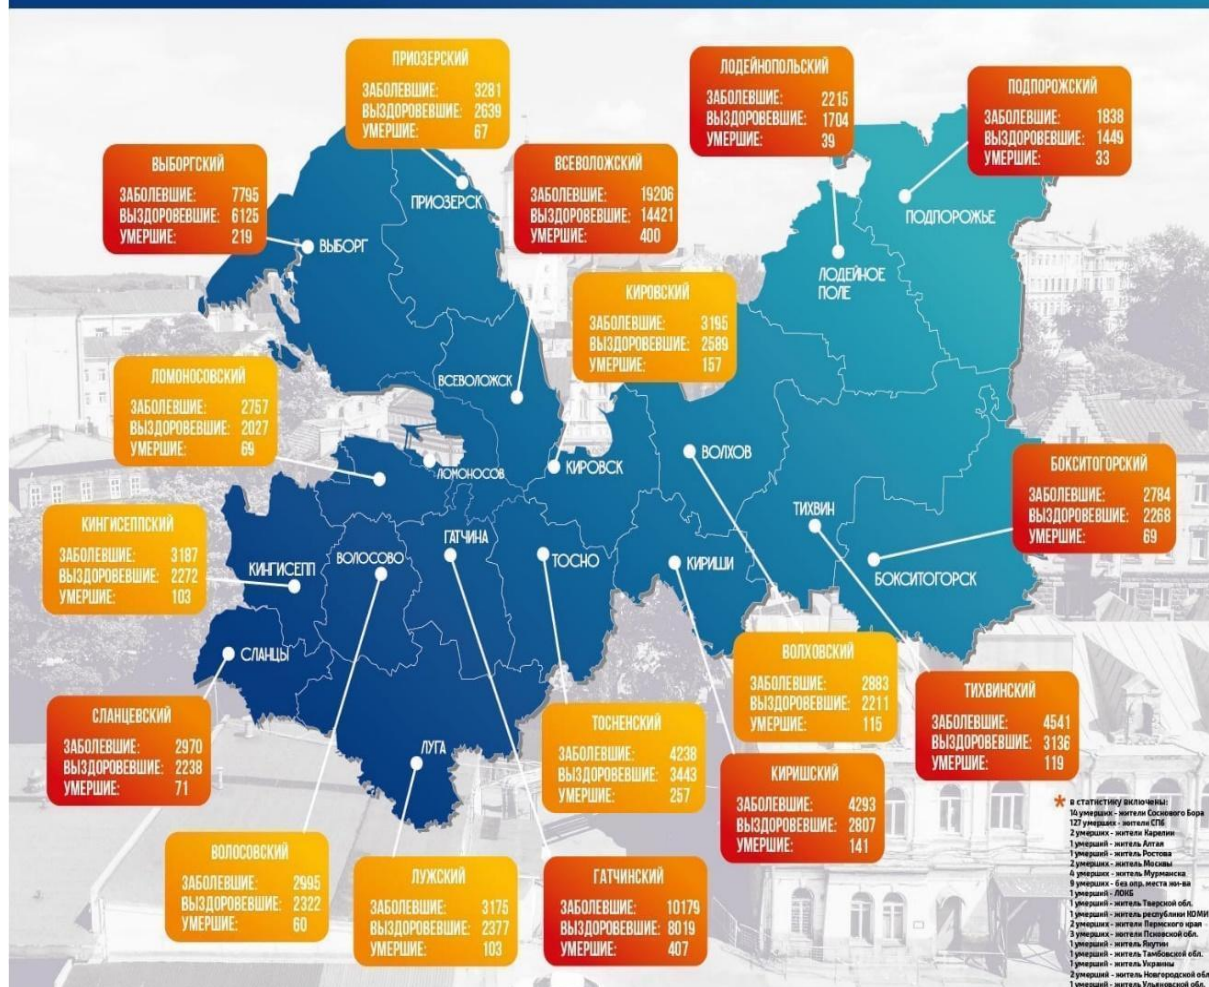 ПРИОЗЕРСКИЙ
ЗАБОЛЕВШИЕ: 3281
ВЫЗДОРОВЕВШИЕ: 2639
УМЕРШИЕ: 67
ЛОДЕЙНОПОЛЬСКИЙ
ЗАБОЛЕВШИЕ: 2215
ВЫЗДОРОВЕВШИЕ: 1704
УМЕРШИЕ: 39
ПОДПОРОЖСКИЙ
ЗАБОЛЕВШИЕ: 1838
ВЫЗДОРОВЕВШИЕ: 1449
УМЕРШИЕ: 33
ВЫБОРГСКИЙ
ЗАБОЛЕВШИЕ: 7795
ВЫЗДОРОВЕВШИЕ: 6125
УМЕРШИЕ: 219
ВСЕВОЛОЖСКИЙ
ЗАБОЛЕВШИЕ: 19206
ВЫЗДОРОВЕВШИЕ: 14421
УМЕРШИЕ: 400
ПРИОЗЕРСК
ПОДПОРОЖЬЕ
ВЫБОРГ
ЛОДЕЙНОЕ
ПОЛЕ
КИРОВСКИЙ
ЗАБОЛЕВШИЕ: 3195
ВЫЗДОРОВЕВШИЕ: 2589
УМЕРШИЕ: 157
ЛОМОНОСОВСКИЙ
ЗАБОЛЕВШИЕ: 2757
ВЫЗДОРОВЕВШИЕ: 2027
УМЕРШИЕ: 69
ВСЕВОЛОЖСК
ЛОМОНОСОВ
КИРОВСК
ВОЛХОВ
ТИХВИН
БОКСИТОГОРСКИЙ
ЗАБОЛЕВШИЕ: 2784
ВЫЗДОРОВЕВШИЕ: 2268
УМЕРШИЕ: 69
КИНГИСЕППСКИЙ
ЗАБОЛЕВШИЕ: 3187
ВЫЗДОРОВЕВШИЕ: 2272
УМЕРШИЕ: 103
КИНГИСЕПП
ВОЛОСОВО
ГАТЧИНА
ТОСНО
КИРИШИ
БОКСИТОГОРСК
СЛАНЦЫ
ЛУГА
ВОЛХОВСКИЙ
ЗАБОЛЕВШИЕ: 2883
ВЫЗДОРОВЕВШИЕ: 2211
УМЕРШИЕ: 115
ТИХВИНСКИЙ
ЗАБОЛЕВШИЕ: 4541
ВЫЗДОРОВЕВШИЕ: 3136
УМЕРШИЕ: 119
СЛАНЦЕВСКИЙ
ЗАБОЛЕВШИЕ: 2970
ВЫЗДОРОВЕВШИЕ: 2238
УМЕРШИЕ: 71
ТОСНЕНСКИЙ
ЗАБОЛЕВШИЕ: 4238
ВЫЗДОРОВЕВШИЕ: 3443
УМЕРШИЕ: 257
КИРИШСКИЙ
ЗАБОЛЕВШИЕ: 4293
ВЫЗДОРОВЕВШИЕ: 2807
УМЕРШИЕ: 141
ВОЛОСОВСКИЙ
ЗАБОЛЕВШИЕ: 2995
ВЫЗДОРОВЕВШИЕ: 2322
УМЕРШИЕ: 60
ЛУЖСКИЙ
ЗАБОЛЕВШИЕ: 3175
ВЫЗДОРОВЕВШИЕ: 2377
УМЕРШИЕ: 103
ГАТЧИНСКИЙ
ЗАБОЛЕВШИЕ: 10179
ВЫЗДОРОВЕВШИЕ: 8019
УМЕРШИЕ: 407
* в статистику включены:
14 умерших - жители Соснового Бора
127 умерших - жители СПб
2 умерших - жители Карелии
1 умерший - житель Алтая
1 умерший - житель Ростова
2 умерших - житель Москвы
4 умерших - житель Мурманска
9 умерших - без опр. места жи-ва
1 умерший - ЛОКБ
1 умерший - житель Тверской обл.
1 умерший - житель республики КОМИ
2 умерших - жители Пермского края
3 умерших - жители Псковской обл.
1 умерший - житель Якутии
1 умерший - житель Тамбовской обл.
1 умерший - житель Украины
2 умерший - житель Новгородской обл
1 умерший - житель Ульяновской обл.